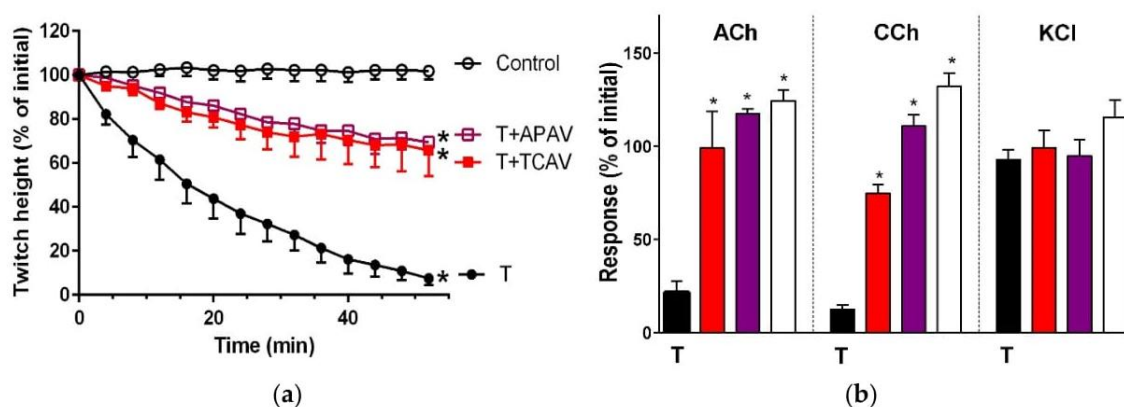 Twitch height (% of initial)
120
100
80
60
40
20
0
0 20 40
Time (min)
Control
T+APAV
*
T+TCAV
*
T
*
(a)
Response (% of initial)
150
100
50
0
ACh CCh KCl
* * * * * *
T T T
(b)